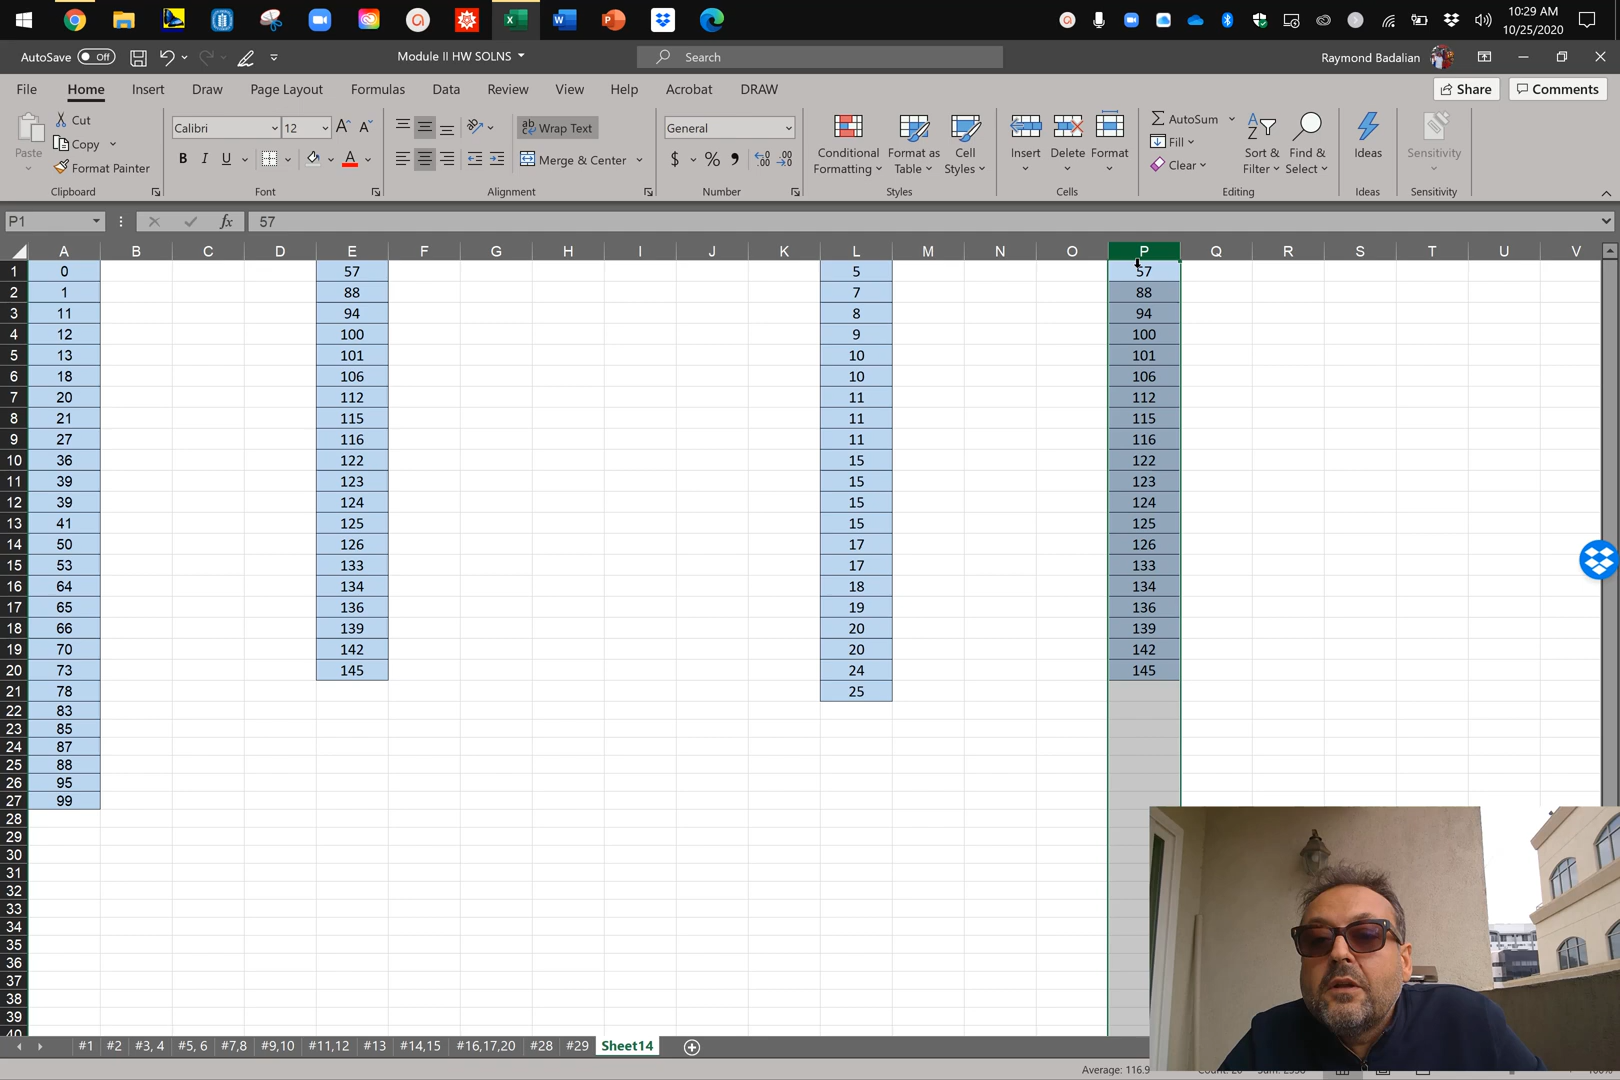 10:29 AM
10/25/2020
AutoSave Off
Module II HW SOLNS
Search
Raymond Badalian
File Home Insert Draw Page Layout Formulas Data Review View Help Acrobat DRAW
Share Comments
Paste
Cut
Copy
Format Painter
Clipboard
Calibri 12
B I U A
Font
Wrap Text
Merge & Center
Alignment
General
$ % ,
Number
Conditional Formatting
Format as Table
Cell Styles
Styles
Insert Delete Format
Cells
AutoSum
Fill
Clear
Sort & Filter
Find & Select
Editing
Ideas
Ideas
Sensitivity
Sensitivity
P1 fx 57
A B C D E F G H I J K L M N O P Q R S T U V
1 0 57 5 57
2 1 88 7 88
3 11 94 8 94
4 12 100 9 100
5 13 101 10 101
6 18 106 10 106
7 20 112 11 112
8 21 115 11 115
9 27 116 11 116
10 36 122 15 122
11 39 123 15 123
12 39 124 15 124
13 41 125 15 125
14 50 126 17 126
15 53 133 17 133
16 64 134 18 134
17 65 136 19 136
18 66 139 20 139
19 70 142 20 142
20 73 145 24 145
21 78 25
22 83
23 85
24 87
25 88
26 95
27 99
28
29
30
31
32
33
34
35
36
37
38
39
40
#1 #2 #3, 4 #5, 6 #7,8 #9,10 #11,12 #13 #14,15 #16,17,20 #28 #29 Sheet14
Average: 116.9